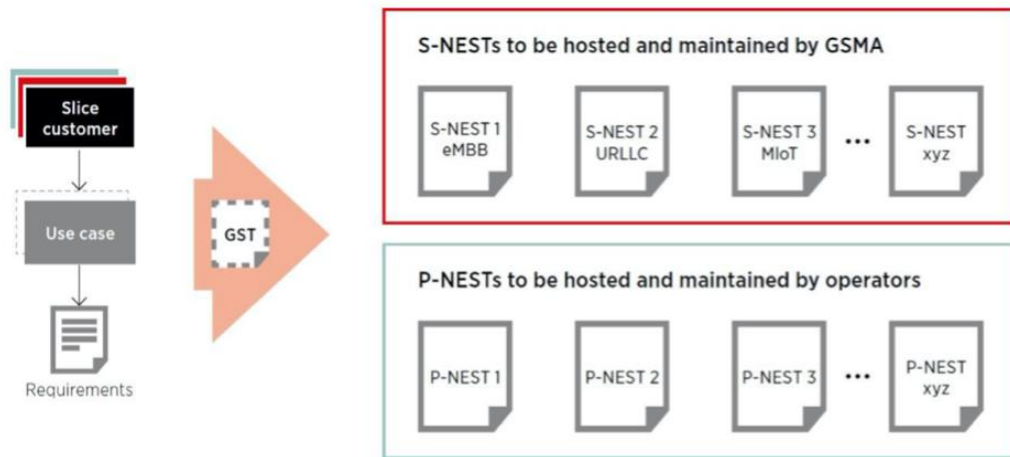 Slice
customer
Use case
Requirements
GST
S-NESTs to be hosted and maintained by GSMA
S-NEST 1
eMBB
S-NEST 2
URLLC
S-NEST 3
MIoT
...
S-NEST
xyz
P-NESTs to be hosted and maintained by operators
P-NEST 1
P-NEST 2
P-NEST 3
...
P-NEST
xyz